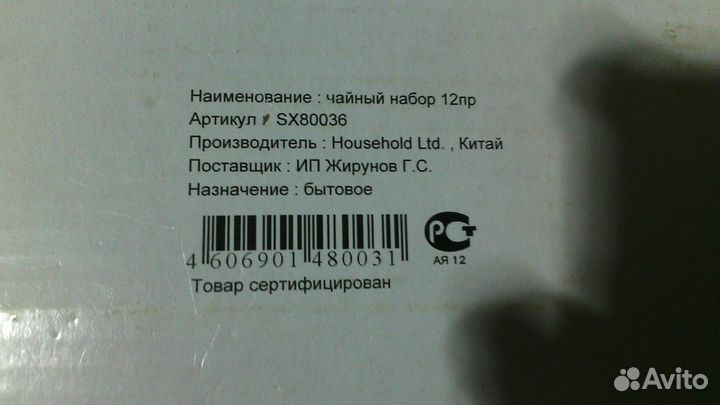 Наименование : чайный набор 12пр
Артикул : SX80036
Производитель : Household Ltd. , Китай
Поставщик : ИП Жирунов Г.С.
Назначение : бытовое
4 606901 480031
РСТ
АЯ 12
Товар сертифицирован
Avito